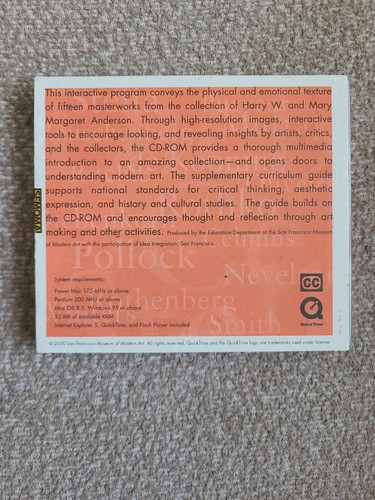 This interactive program conveys the physical and emotional texture
of fifteen masterworks from the collection of Harry W. and Mary
Margaret Anderson. Through high-resolution images, interactive
tools to encourage looking, and revealing insights by artists, critics,
and the collectors, the CD-ROM provides a thorough multimedia
introduction to an amazing collection—and opens doors to
understanding modern art. The supplementary curriculum guide
supports national standards for critical thinking, aesthetic
expression, and history and cultural studies. The guide builds on
the CD-ROM and encourages thought and reflection through art
making and other activities. Produced by the Education Department of the San Francisco Museum
of Modern Art with the participation of Idea Integration, San Francisco.
Pollock
Nevel
enberg
Smith
System requirements:
Power Mac 175 MHz or above
Pentium 200 MHz or above
Mac OS 8.5, Windows 95 or above
32 MB of available RAM
Internet Explorer 5, QuickTime, and Flash Player included
CC
QuickTime
SFMOMA
© 2000 San Francisco Museum of Modern Art. All rights reserved. QuickTime and the QuickTime logo are trademarks used under license.